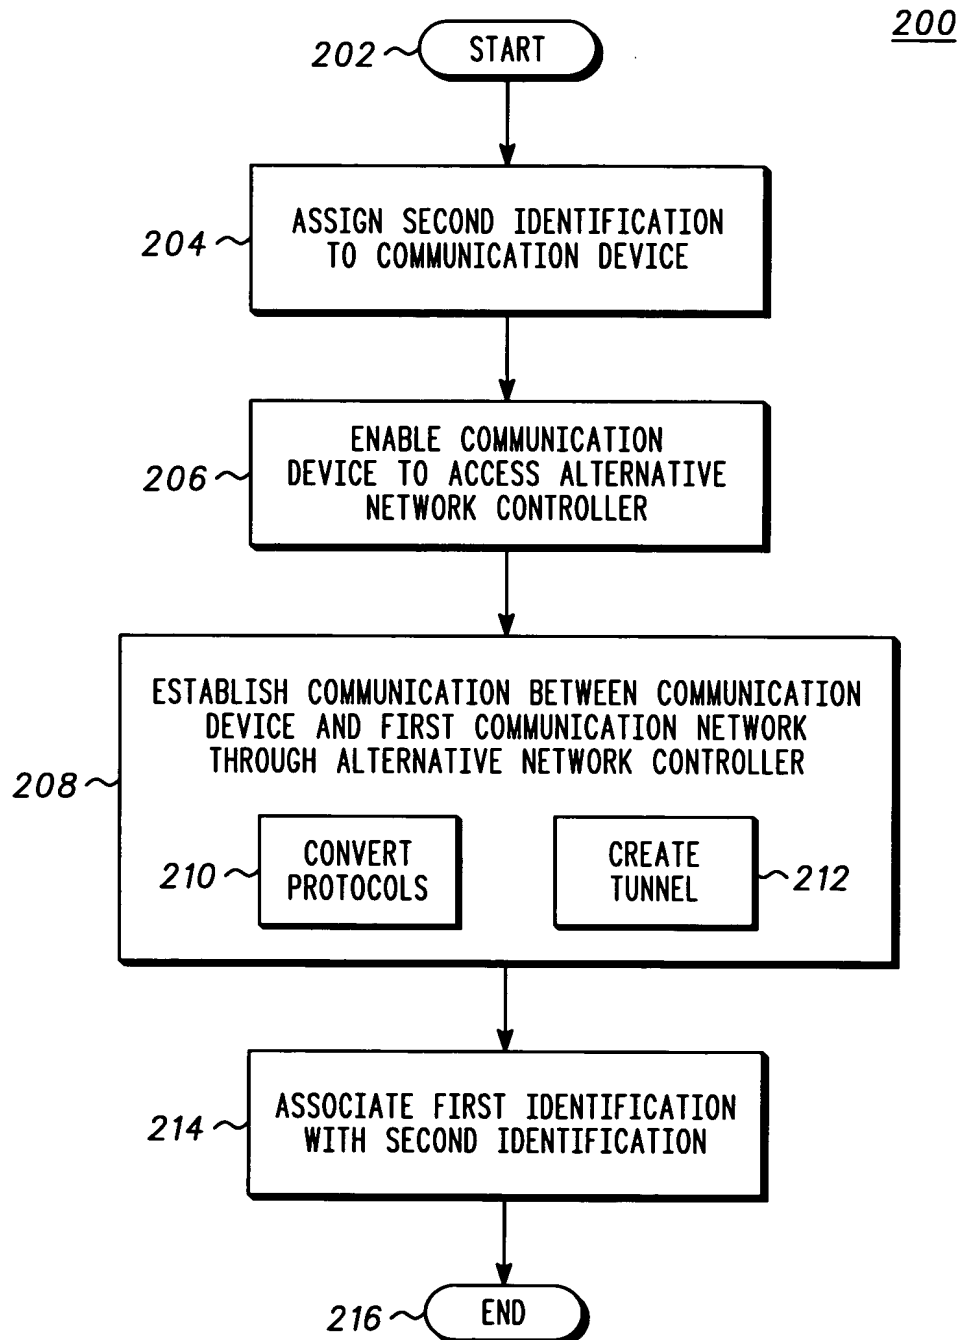 200
202
START
204
ASSIGN SECOND IDENTIFICATION
TO COMMUNICATION DEVICE
206
ENABLE COMMUNICATION
DEVICE TO ACCESS ALTERNATIVE
NETWORK CONTROLLER
208
ESTABLISH COMMUNICATION BETWEEN COMMUNICATION
DEVICE AND FIRST COMMUNICATION NETWORK
THROUGH ALTERNATIVE NETWORK CONTROLLER
210
CONVERT
PROTOCOLS
CREATE
TUNNEL
212
214
ASSOCIATE FIRST IDENTIFICATION
WITH SECOND IDENTIFICATION
216
END